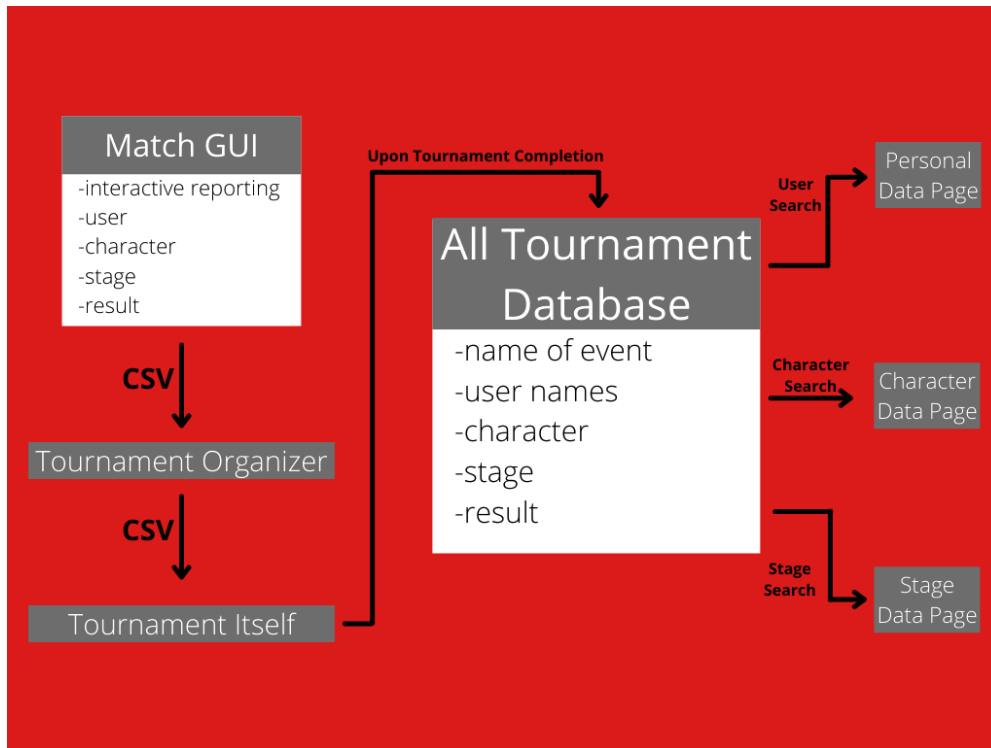 Match GUI
-interactive reporting
-user
-character
-stage
-result
CSV
Tournament Organizer
CSV
Tournament Itself
Upon Tournament Completion
All Tournament
Database
-name of event
-user names
-character
-stage
-result
User
Search
Personal
Data Page
Character
Search
Character
Data Page
Stage
Search
Stage
Data Page